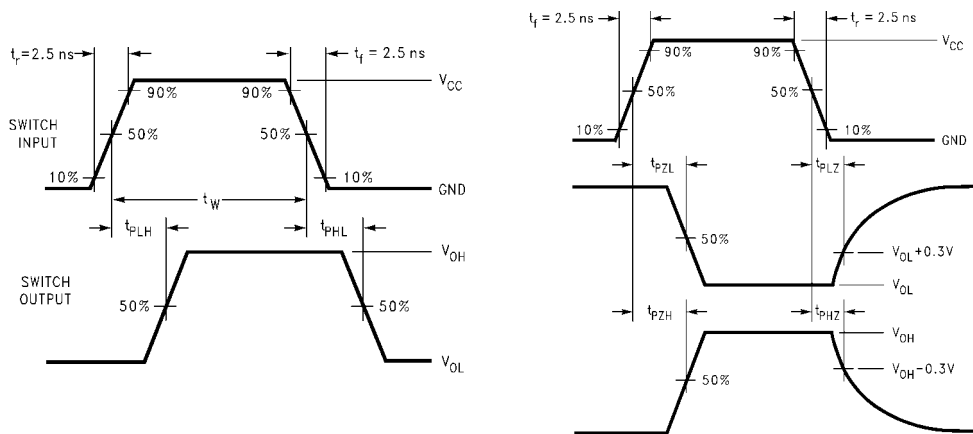 t_r=2.5 ns
t_f = 2.5 ns
V_CC
90% 90%
SWITCH
INPUT
50% 50%
10% 10%
GND
t_W
t_PLH t_PHL
V_OH
SWITCH
OUTPUT
50% 50%
V_OL
t_f = 2.5 ns
t_r = 2.5 ns
V_CC
90% 90%
50% 50%
10% 10%
GND
t_PZL t_PLZ
50%
V_OL+0.3V
V_OL
t_PZH t_PHZ
V_OH
V_OH−0.3V
50%